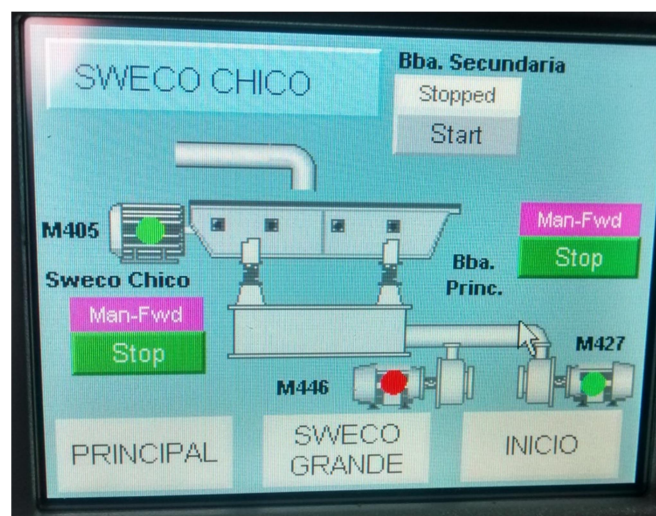 SWECO CHICO
Bba. Secundaria
Stopped
Start
M405
Sweco Chico
Man-Fwd
Stop
Bba.
Princ.
Man-Fwd
Stop
M427
M446
PRINCIPAL
SWECO
GRANDE
INICIO